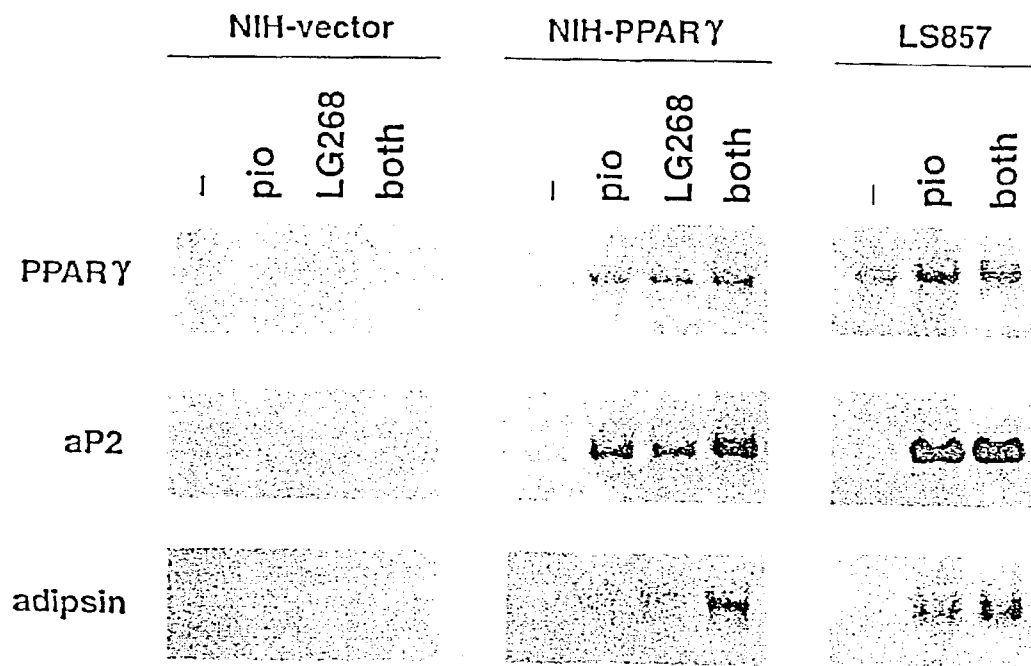 NIH-vector NIH-PPARγ LS857
– pio LG268 both – pio LG268 both – pio both
PPARγ
aP2
adipsin